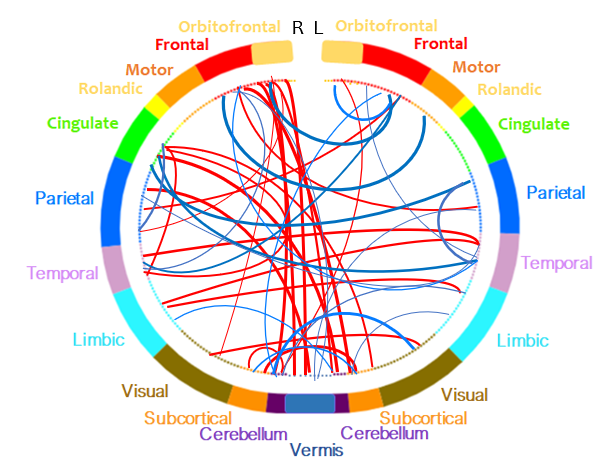 Orbitofrontal R L Orbitofrontal
Frontal Frontal
Motor Motor
Rolandic Rolandic
Cingulate Cingulate
Parietal Parietal
Temporal Temporal
Limbic Limbic
Visual Visual
Subcortical Subcortical
Cerebellum Cerebellum
Vermis